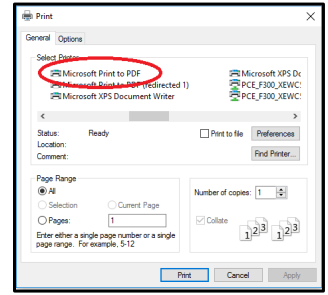 Print
General Options
Select Printer
Microsoft Print to PDF
Microsoft Print to PDF (redirected 1)
Microsoft XPS Document Writer
Microsoft XPS Do
PCE_F300_XEWC
PCE_F300_XEWC
Status: Ready
Location:
Comment:
Print to file
Preferences
Find Printer...
Page Range
All
Selection Current Page
Pages: 1
Enter either a single page number or a single
page range. For example, 5-12
Number of copies: 1
Collate
1 2 3 1 2 3
Print Cancel Apply